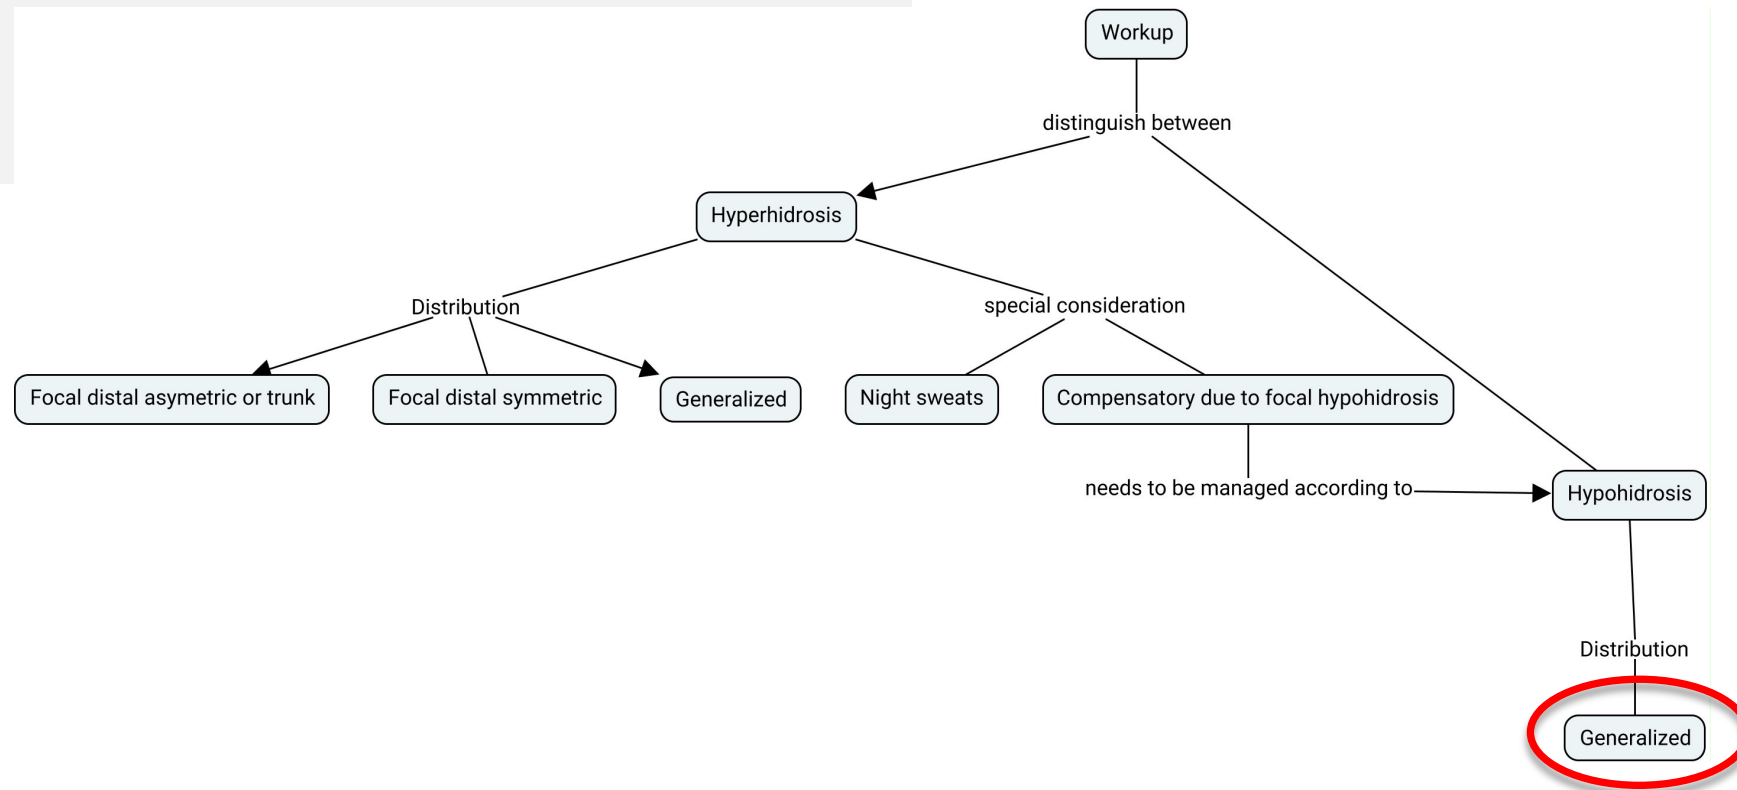 Workup
distinguish between
Hyperhidrosis
Distribution
special consideration
Focal distal asymetric or trunk
Focal distal symmetric
Generalized
Night sweats
Compensatory due to focal hypohidrosis
needs to be managed according to
Hypohidrosis
Distribution
Generalized